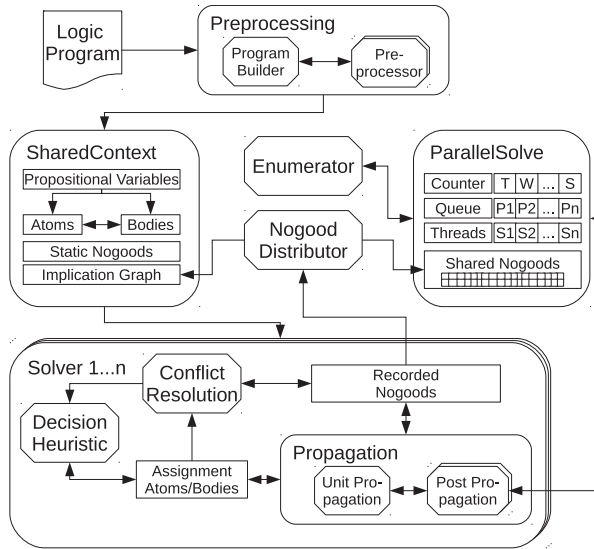 Logic
Program
Preprocessing
Program
Builder
Pre-
processor
SharedContext
Propositional Variables
Atoms
Bodies
Static Nogoods
Implication Graph
Enumerator
Nogood
Distributor
ParallelSolve
Counter T W ... S
Queue P1 P2 ... Pn
Threads S1 S2 ... Sn
Shared Nogoods
Solver 1...n
Conflict
Resolution
Recorded
Nogoods
Decision
Heuristic
Assignment
Atoms/Bodies
Propagation
Unit Pro-
pagation
Post Pro-
pagation